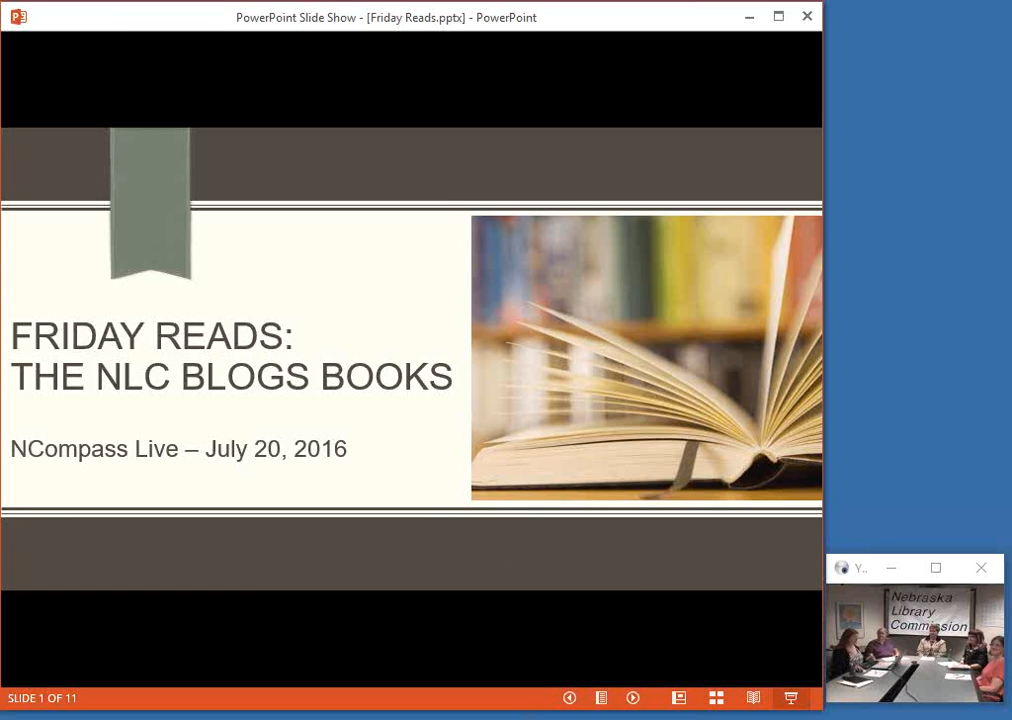 PowerPoint Slide Show - [Friday Reads.pptx] - PowerPoint
FRIDAY READS:
THE NLC BLOGS BOOKS
NCompass Live – July 20, 2016
Y..
Nebraska
Library
Commission
SLIDE 1 OF 11